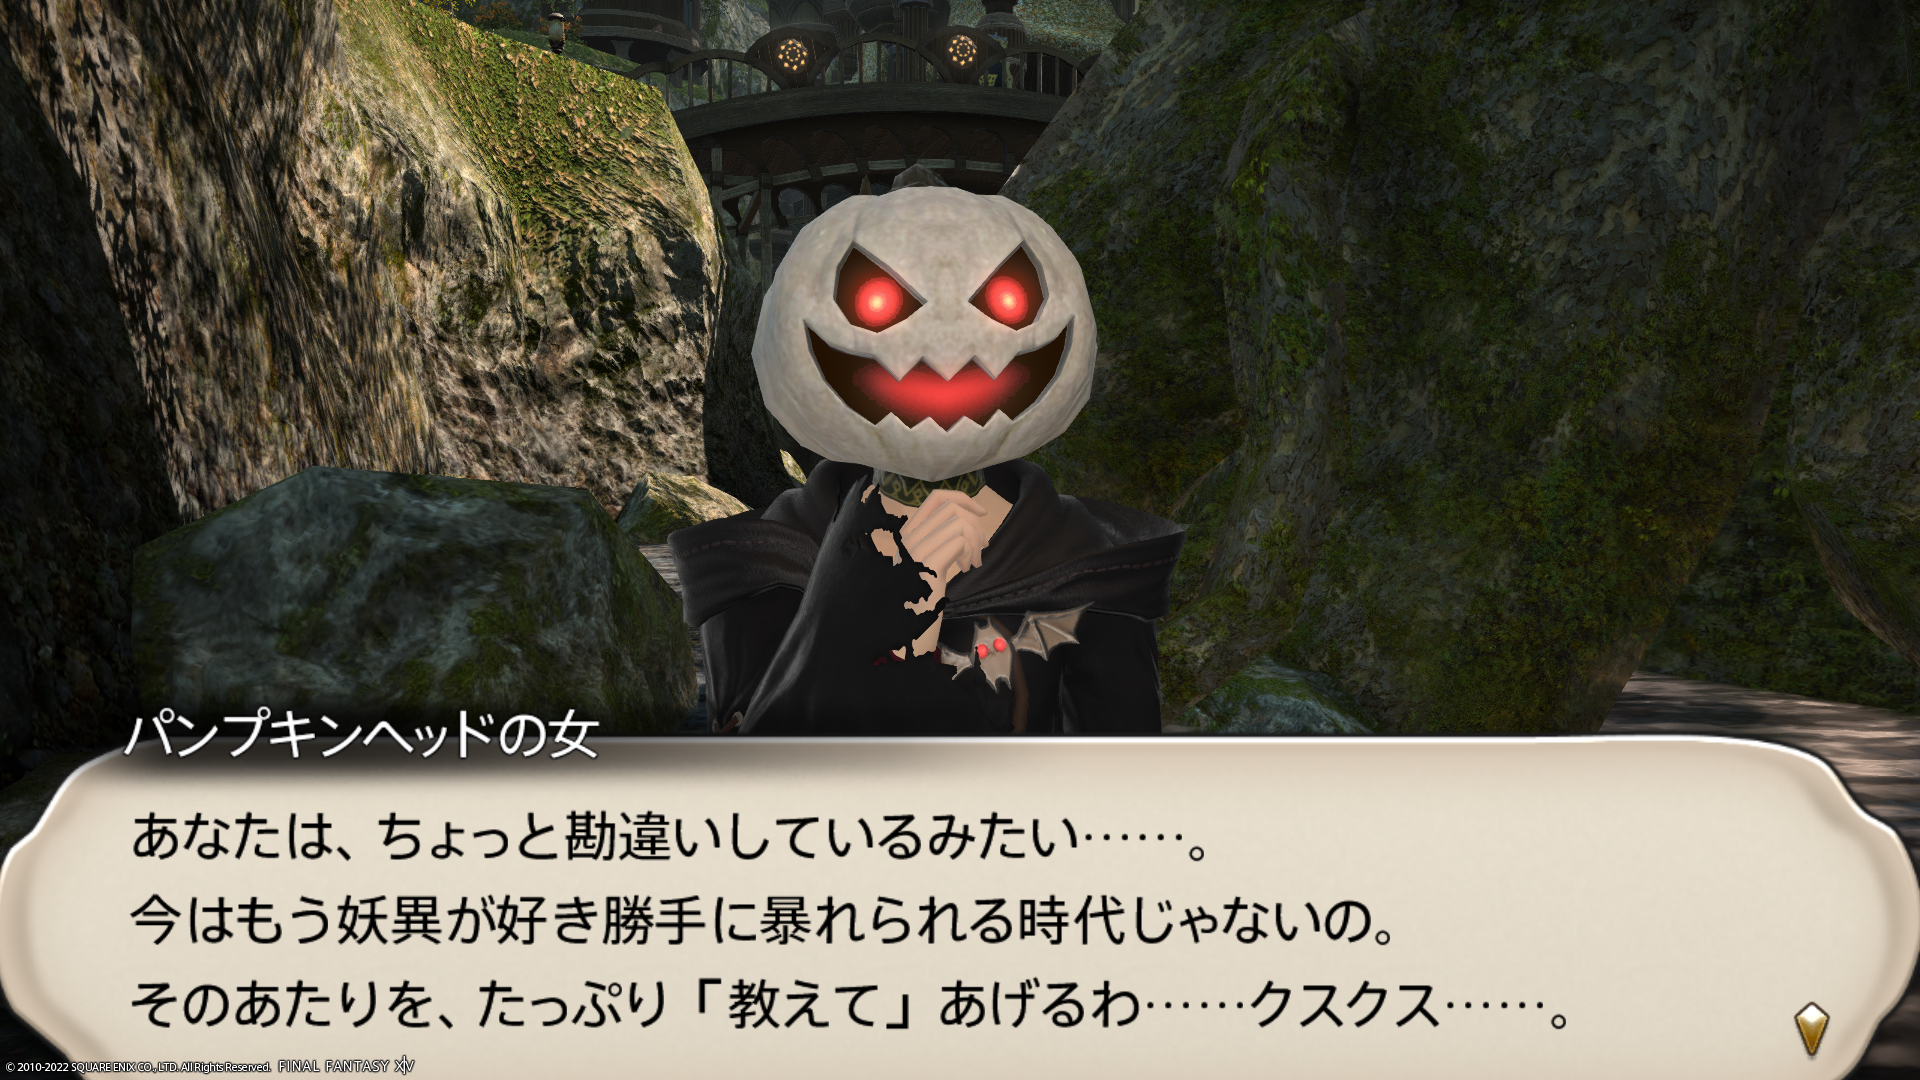 パンプキンヘッドの女
あなたは、ちょっと勘違いしているみたい……。
今はもう妖異が好き勝手に暴れられる時代じゃないの。
そのあたりを、たっぷり「教えて」あげるわ……クスクス……。
© 2010-2022 SQUARE ENIX CO., LTD. All Rights Reserved. FINAL FANTASY XIV